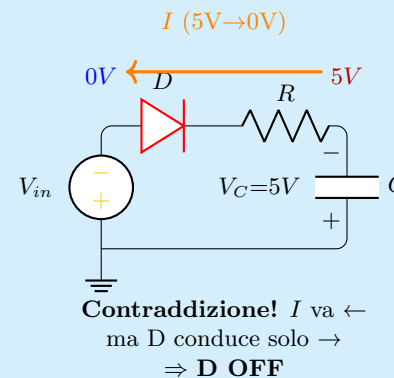 I (5V→0V)
0V
5V
D
R
−
−
V_in
V_C=5V
+
+
Contraddizione! I va ←
ma D conduce solo →
⇒ D OFF